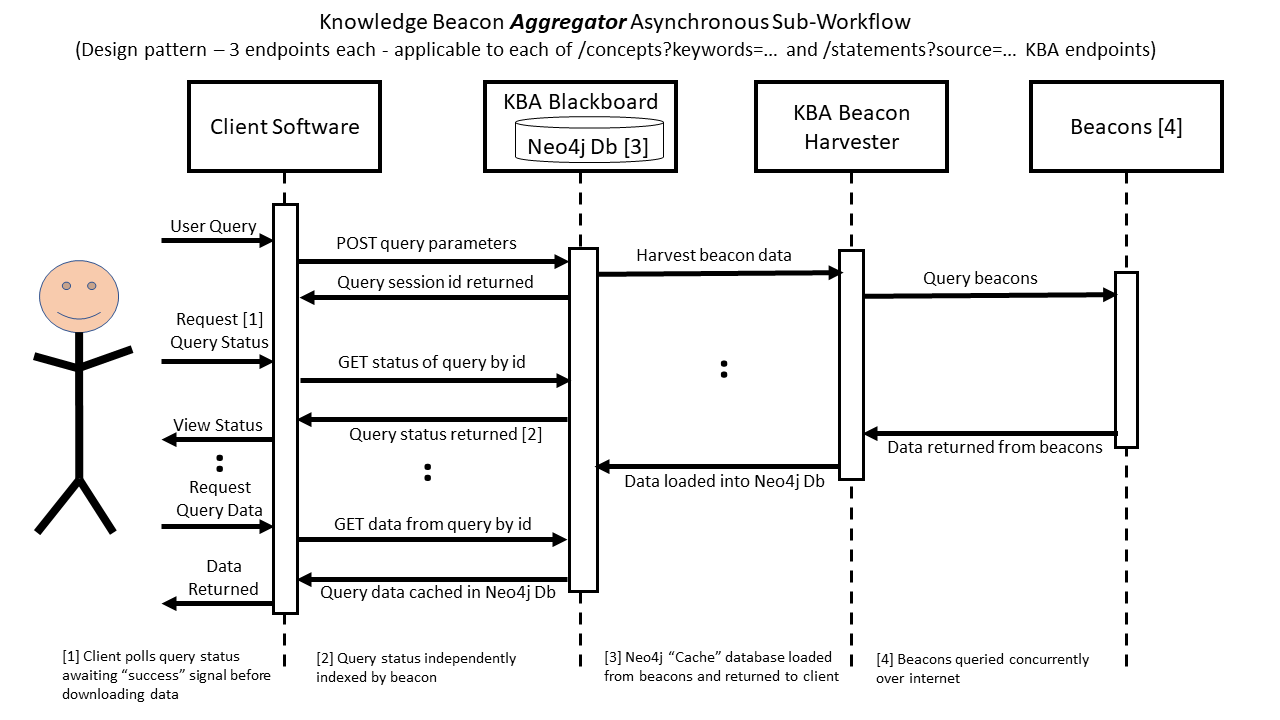 Knowledge Beacon Aggregator Asynchronous Sub-Workflow
(Design pattern – 3 endpoints each - applicable to each of /concepts?keywords=... and /statements?source=... KBA endpoints)
Client Software
KBA Blackboard
Neo4j Db [3]
KBA Beacon
Harvester
Beacons [4]
User Query
POST query parameters
Harvest beacon data
Query beacons
Query session id returned
Request [1]
Query Status
GET status of query by id
:
View Status
Query status returned [2]
Data returned from beacons
:
:
Data loaded into Neo4j Db
Request
Query Data
GET data from query by id
Data
Returned
Query data cached in Neo4j Db
[1] Client polls query status
awaiting “success” signal before
downloading data
[2] Query status independently
indexed by beacon
[3] Neo4j “Cache” database loaded
from beacons and returned to client
[4] Beacons queried concurrently
over internet